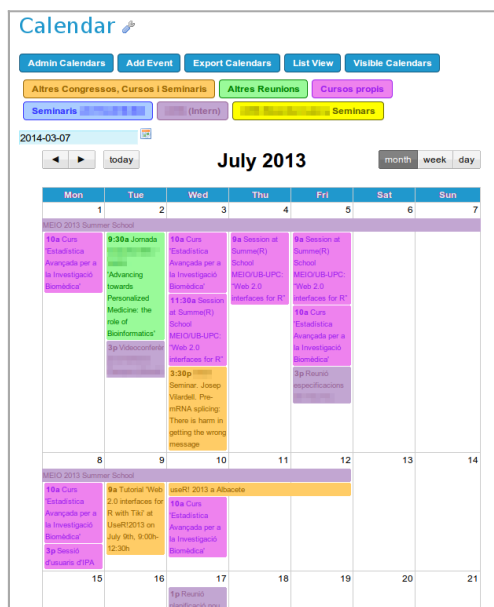 Calendar
Admin Calendars Add Event Export Calendars List View Visible Calendars
Altres Congressos, Cursos i Seminaris Altres Reunions Cursos propis
Seminaris (Intern) Seminars
2014-03-07
◄ ► today July 2013 month week day
Mon Tue Wed Thu Fri Sat Sun
1 2 3 4 5 6 7
MEIO 2013 Summer School
10a Curs
'Estadística
Avançada per a
la Investigació
Biomèdica'
9:30a Jornada
'Advancing
towards
Personalized
Medicine: the
role of
Bioinformatics'
3p Videoconferè
10a Curs
'Estadística
Avançada per a
la Investigació
Biomèdica'
11:30a Session
at Summe(R)
School
MEIO/UB-UPC:
"Web 2.0
interfaces for R"
3:30p
Seminar. Josep
Vilardell. Pre-
mRNA splicing:
There is harm in
getting the wrong
message
9a Session at
Summe(R)
School
MEIO/UB-UPC:
"Web 2.0
interfaces for R"
9a Session at
Summe(R)
School
MEIO/UB-UPC:
"Web 2.0
interfaces for R"
10a Curs
'Estadística
Avançada per a
la Investigació
Biomèdica'
3p Reunió
especificacions
8 9 10 11 12 13 14
MEIO 2013 Summer School
10a Curs
'Estadística
Avançada per a
la Investigació
Biomèdica'
3p Sessió
d'usuaris d'IPA
9a Tutorial 'Web
2.0 interfaces for
R with Tiki' at
UseR!2013 on
July 9th, 9:00h-
12:30h
useR! 2013 a Albacete
10a Curs
'Estadística
Avançada per a
la Investigació
Biomèdica'
15 16 17 18 19 20 21
1p Reunió
planificació nou